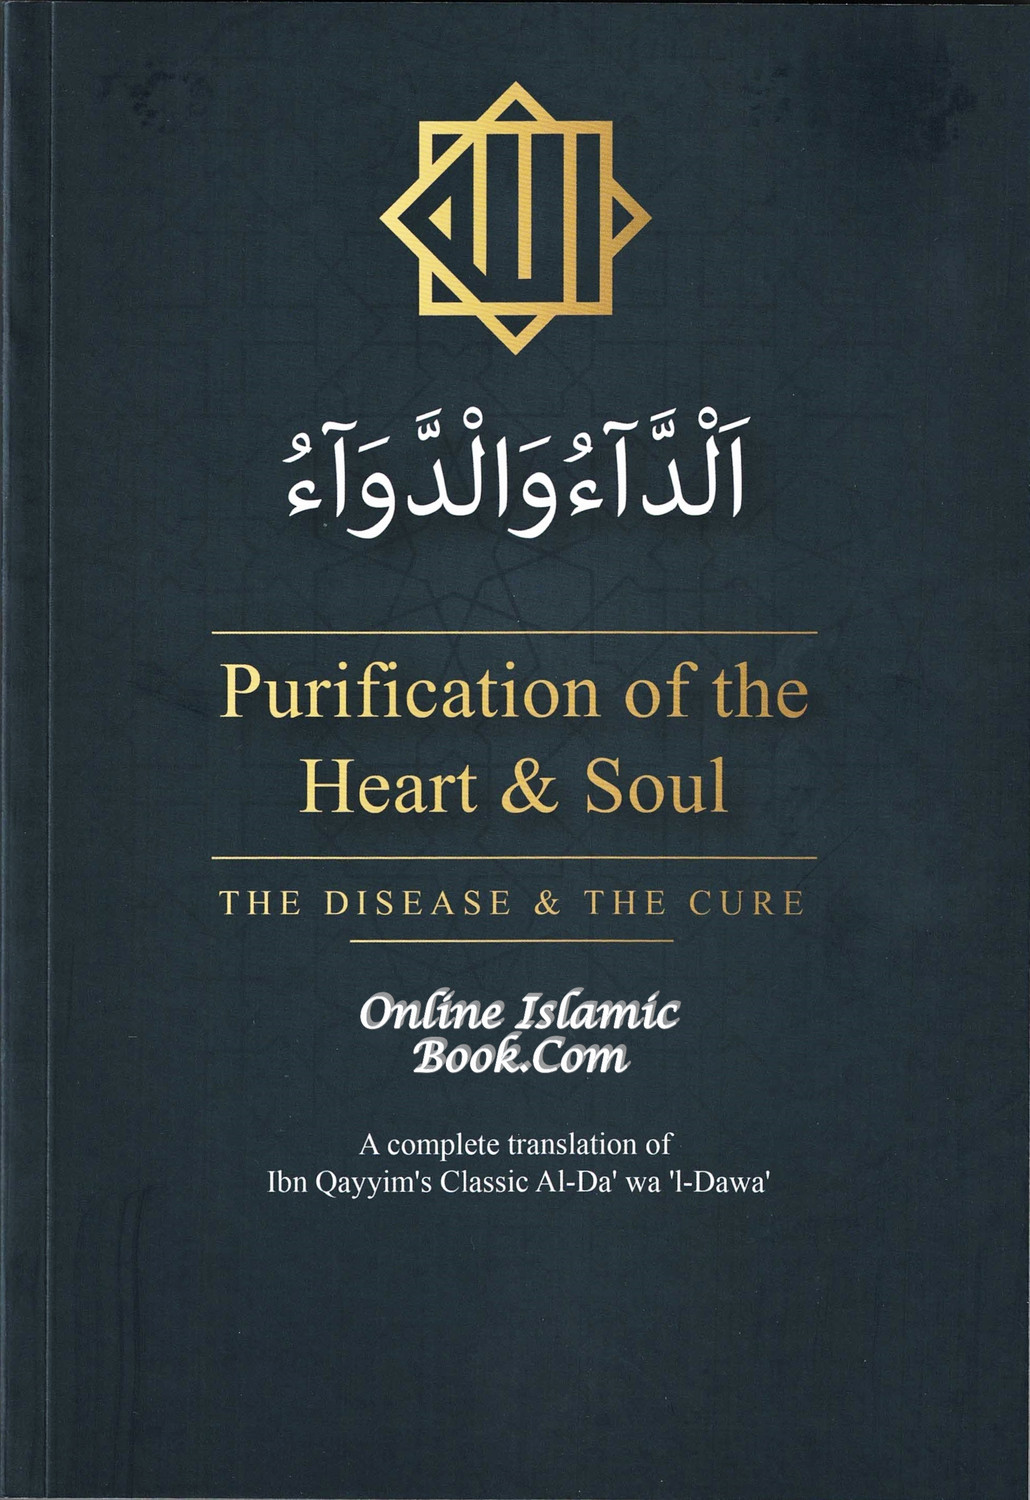 الله
اَلْدَّآءُ وَالْدَّوَآءُ
Purification of the
Heart & Soul
THE DISEASE & THE CURE
Online Islamic
Book.Com
A complete translation of
Ibn Qayyim's Classic Al-Da' wa 'l-Dawa'